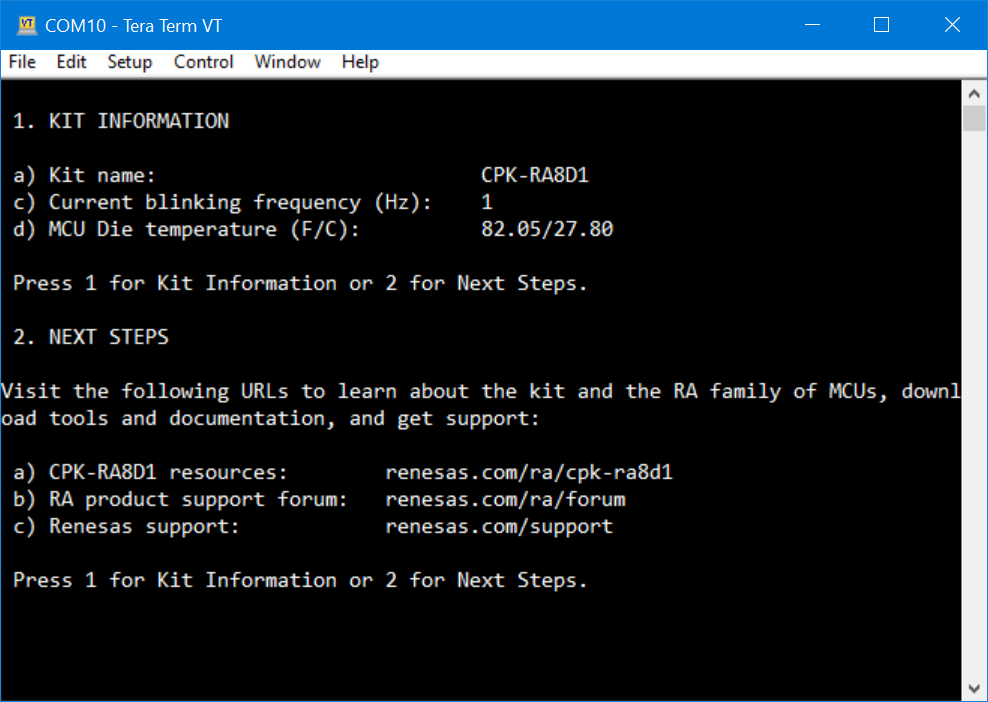 COM10 - Tera Term VT
File Edit Setup Control Window Help
1. KIT INFORMATION
a) Kit name: CPK-RA8D1
c) Current blinking frequency (Hz): 1
d) MCU Die temperature (F/C): 82.05/27.80
Press 1 for Kit Information or 2 for Next Steps.
2. NEXT STEPS
Visit the following URLs to learn about the kit and the RA family of MCUs, downl
oad tools and documentation, and get support:
a) CPK-RA8D1 resources: renesas.com/ra/cpk-ra8d1
b) RA product support forum: renesas.com/ra/forum
c) Renesas support: renesas.com/support
Press 1 for Kit Information or 2 for Next Steps.